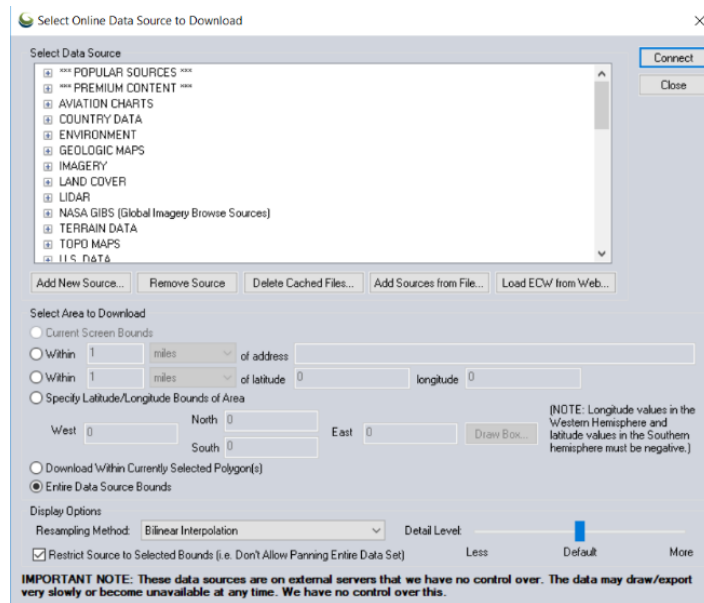 Select Online Data Source to Download
Select Data Source
*** POPULAR SOURCES ***
*** PREMIUM CONTENT ***
AVIATION CHARTS
COUNTRY DATA
ENVIRONMENT
GEOLOGIC MAPS
IMAGERY
LAND COVER
LIDAR
NASA GIBS (Global Imagery Browse Sources)
TERRAIN DATA
TOPO MAPS
U.S. DATA
Connect
Close
Add New Source... Remove Source Delete Cached Files... Add Sources from File... Load ECW from Web...
Select Area to Download
Current Screen Bounds
Within 1 miles of address
Within 1 miles of latitude 0 longitude 0
Specify Latitude/Longitude Bounds of Area
North 0
West 0 East 0 Draw Box...
South 0
(NOTE: Longitude values in the
Western Hemisphere and
latitude values in the Southern
hemisphere must be negative.)
Download Within Currently Selected Polygon(s)
Entire Data Source Bounds
Display Options
Resampling Method: Bilinear Interpolation Detail Level:
Restrict Source to Selected Bounds (i.e. Don't Allow Panning Entire Data Set) Less Default More
IMPORTANT NOTE: These data sources are on external servers that we have no control over. The data may draw/export
very slowly or become unavailable at any time. We have no control over this.